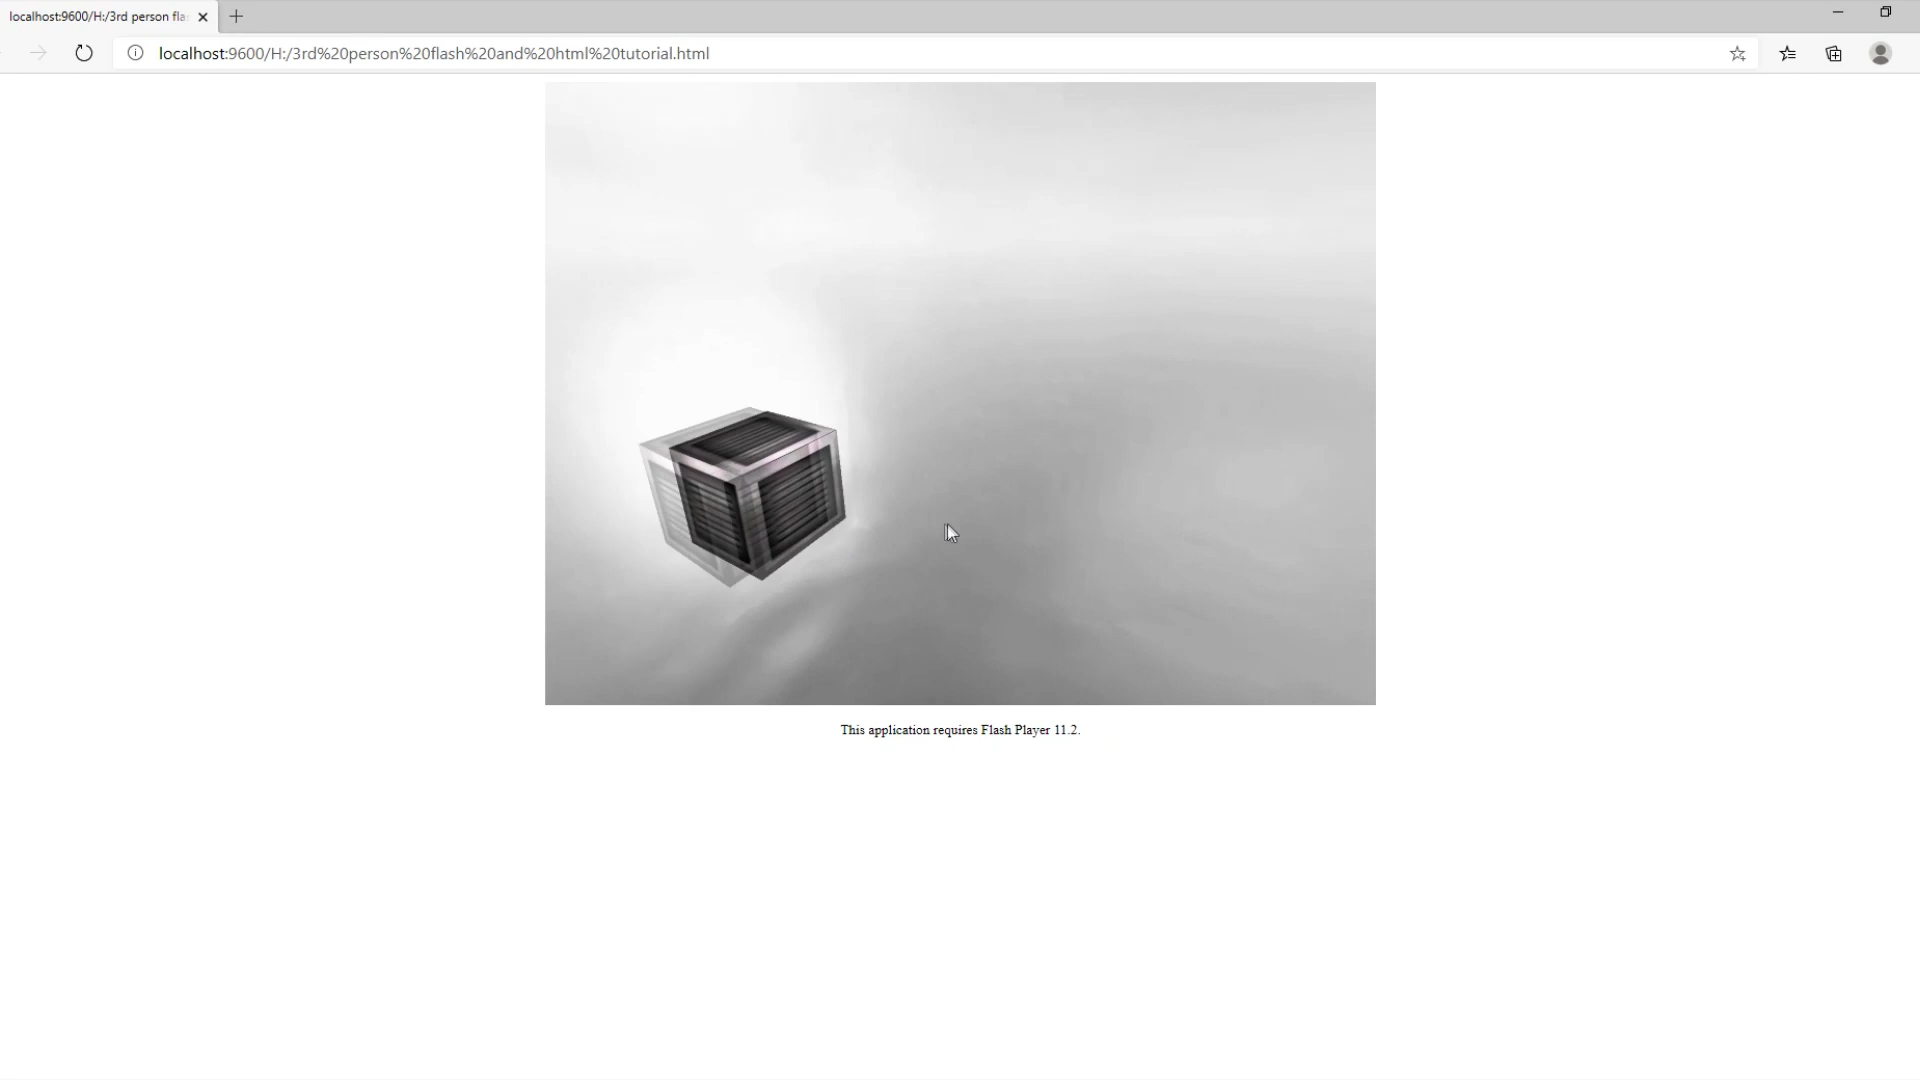 localhost:9600/H:/3rd person fla
localhost:9600/H:/3rd%20person%20flash%20and%20html%20tutorial.html
This application requires Flash Player 11.2.